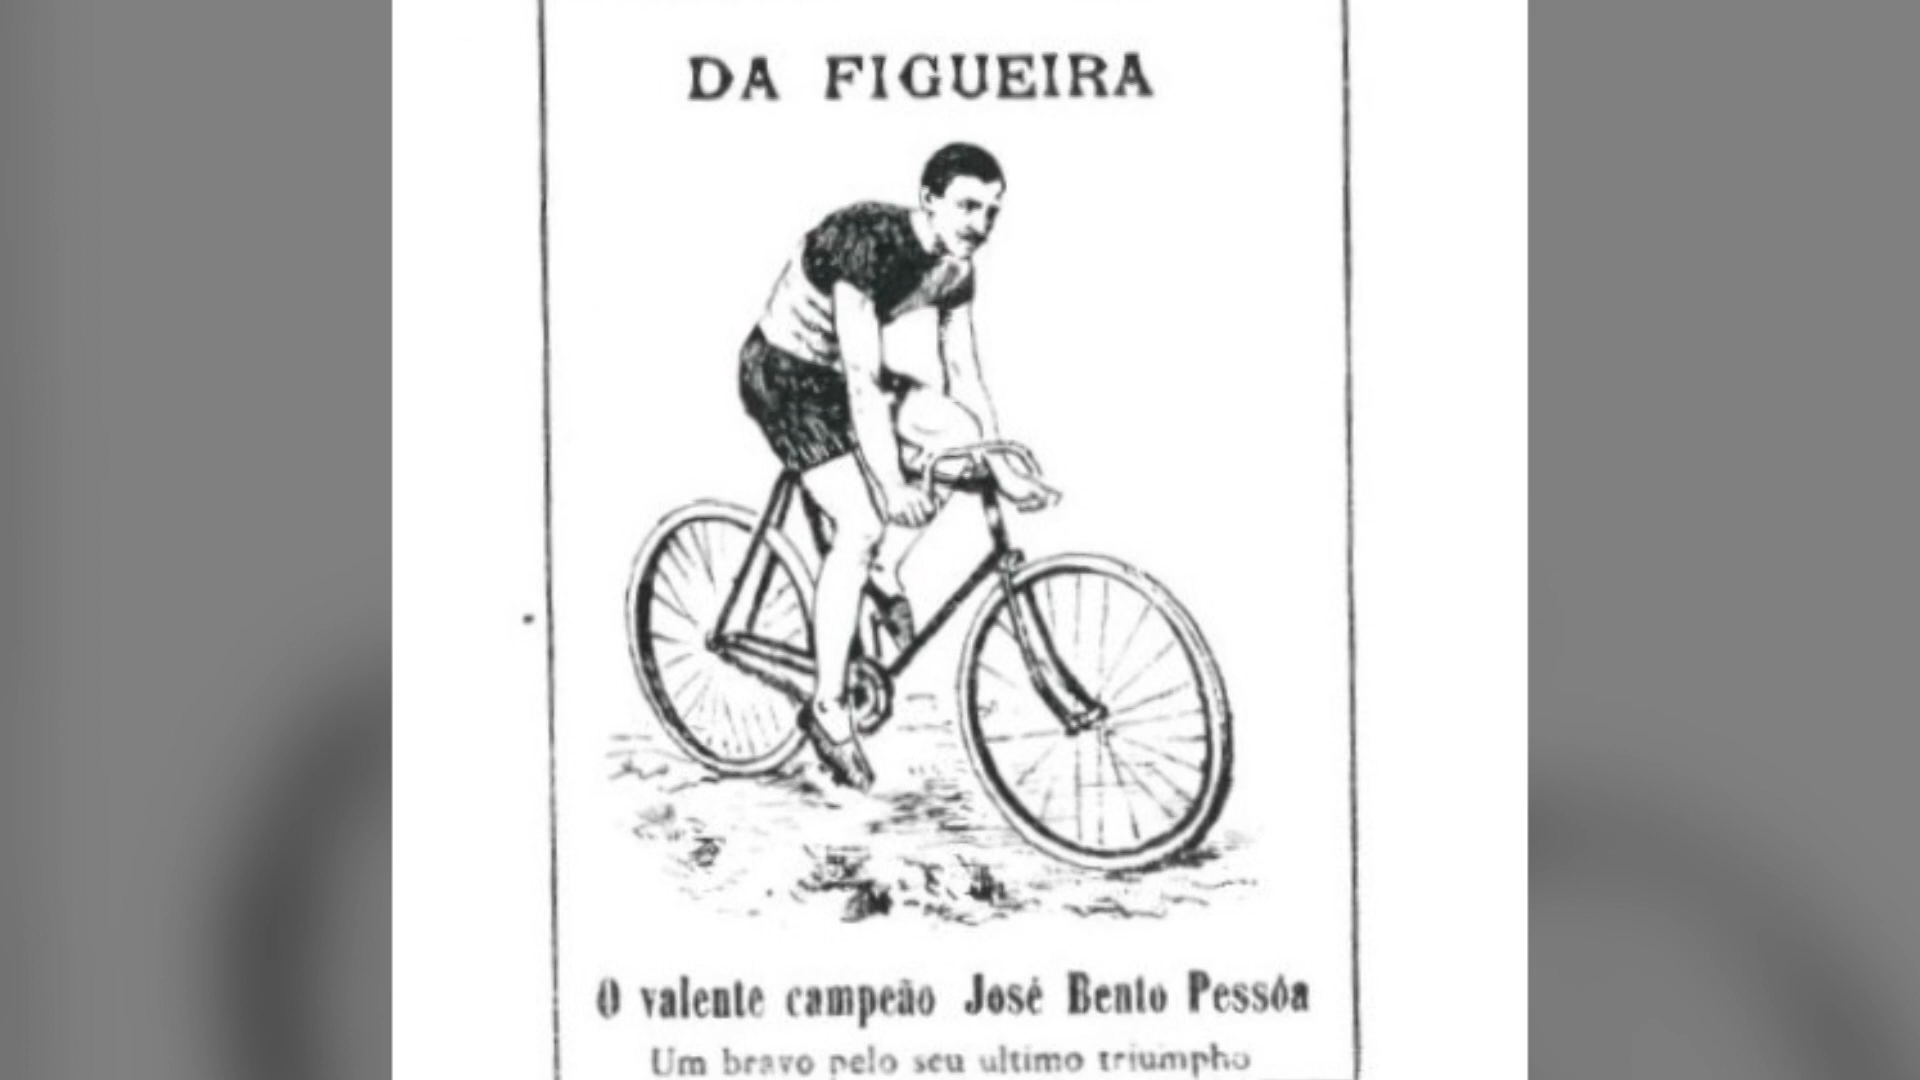 DA FIGUEIRA
O valente campeão José Bento Pessôa
Um bravo pelo seu ultimo triumpho